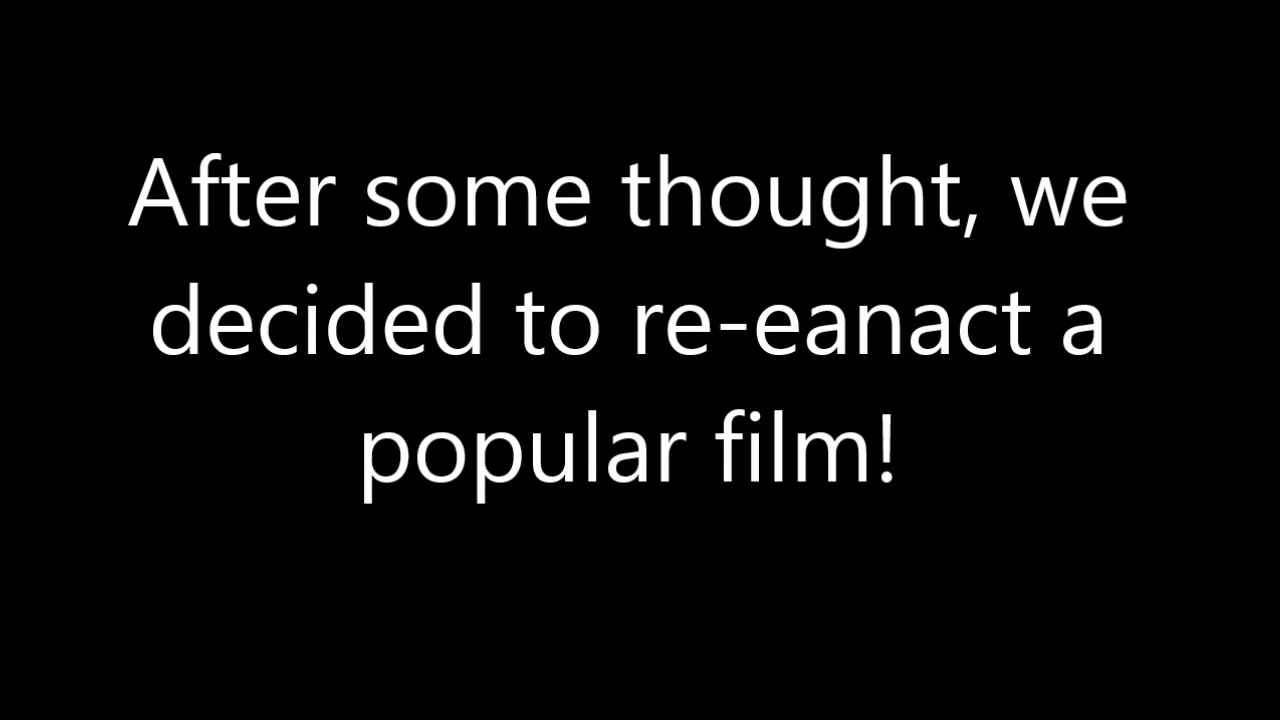 After some thought, we
decided to re-eanact a
popular film!